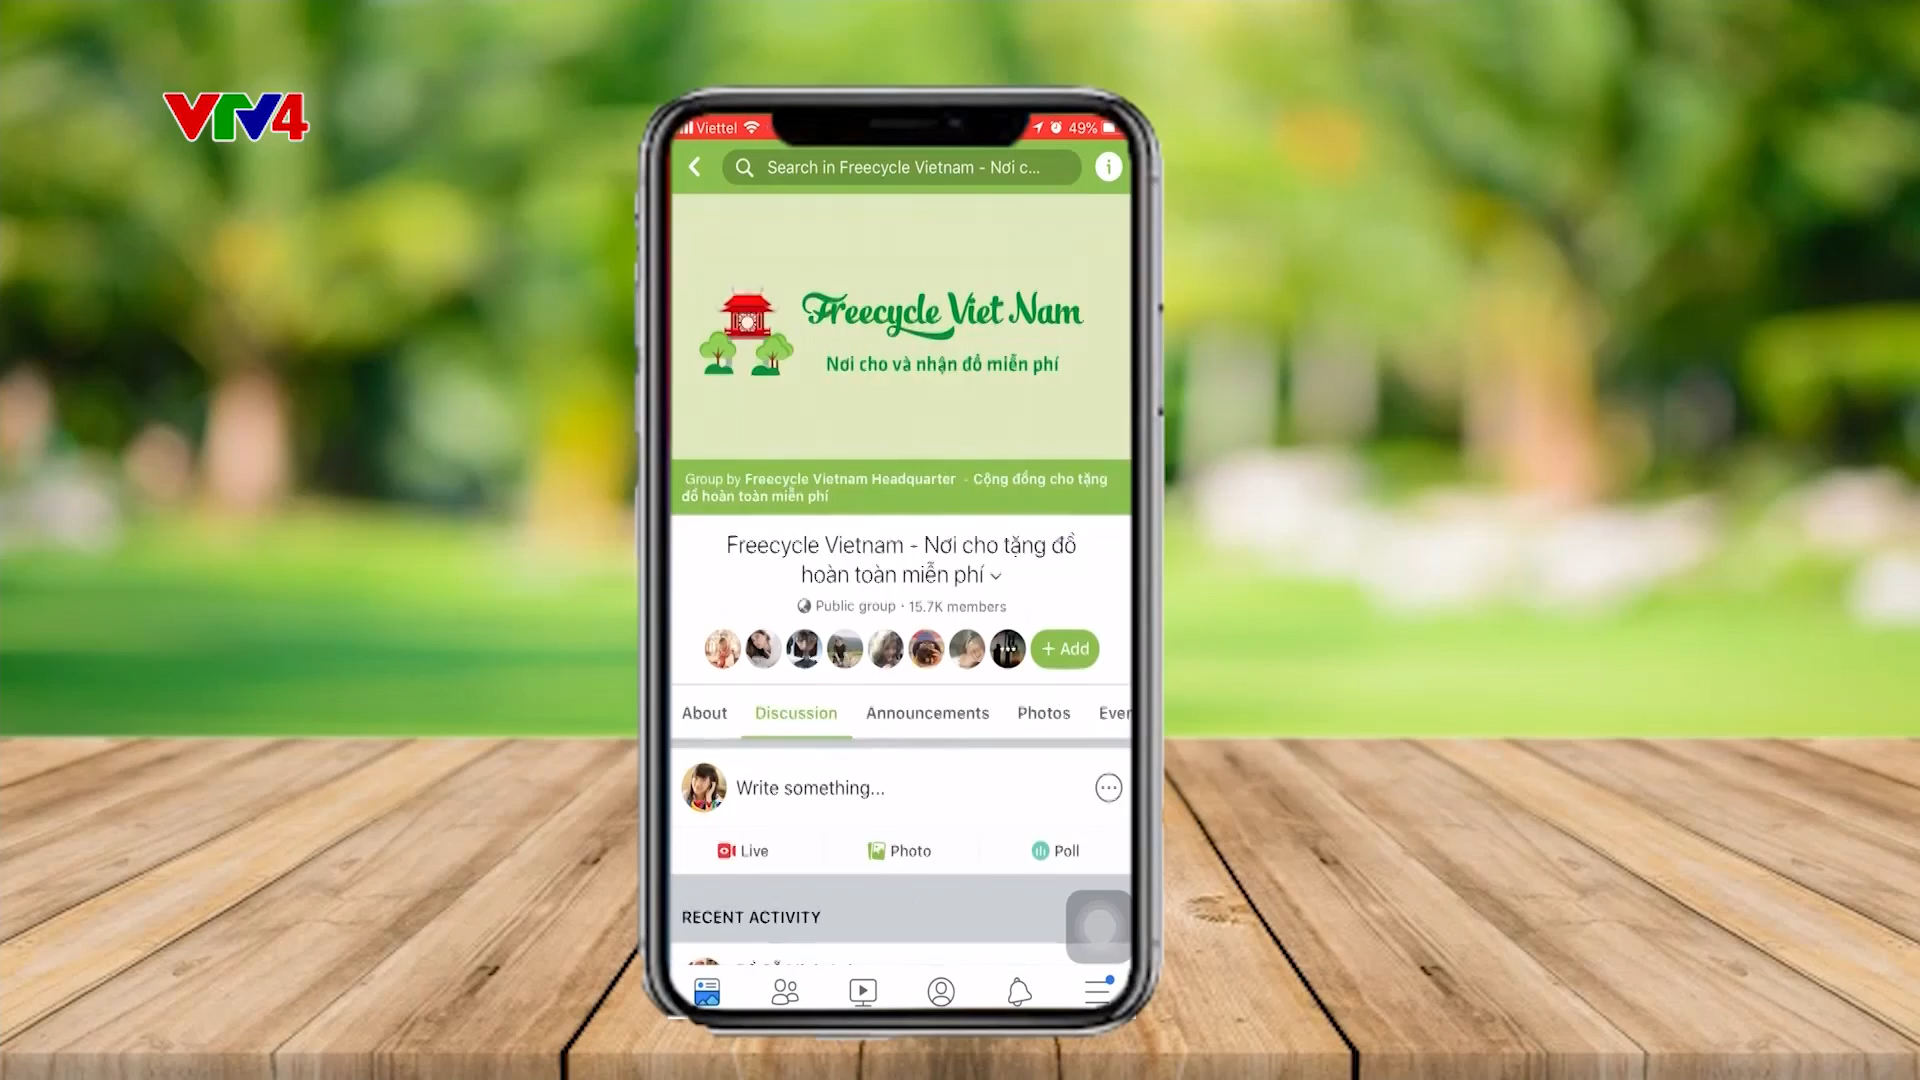 VTV4
Viettel
49%
Search in Freecycle Vietnam - Nơi c...
Freecycle Viet Nam
Nơi cho và nhận đồ miễn phí
Group by Freecycle Vietnam Headquarter - Cộng đồng cho tặng
đồ hoàn toàn miễn phí
Freecycle Vietnam - Nơi cho tặng đồ
hoàn toàn miễn phí
Public group · 15.7K members
+ Add
About Discussion Announcements Photos Even
Write something...
Live Photo Poll
RECENT ACTIVITY